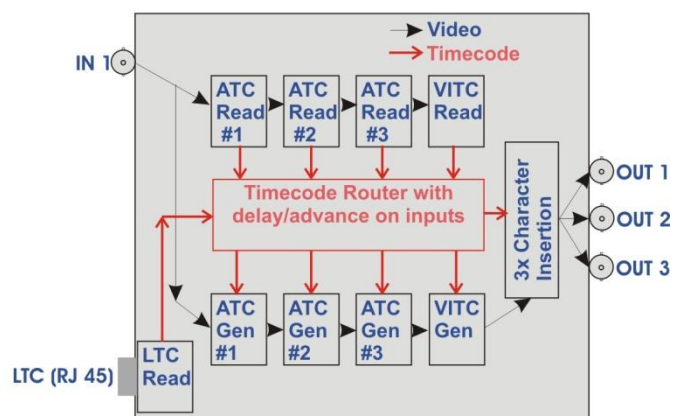 Video
Timecode
IN 1
ATC
Read
#1
ATC
Read
#2
ATC
Read
#3
VITC
Read
Timecode Router with
delay/advance on inputs
3x Character
Insertion
OUT 1
OUT 2
OUT 3
ATC
Gen
#1
ATC
Gen
#2
ATC
Gen
#3
VITC
Gen
LTC (RJ 45)
LTC
Read